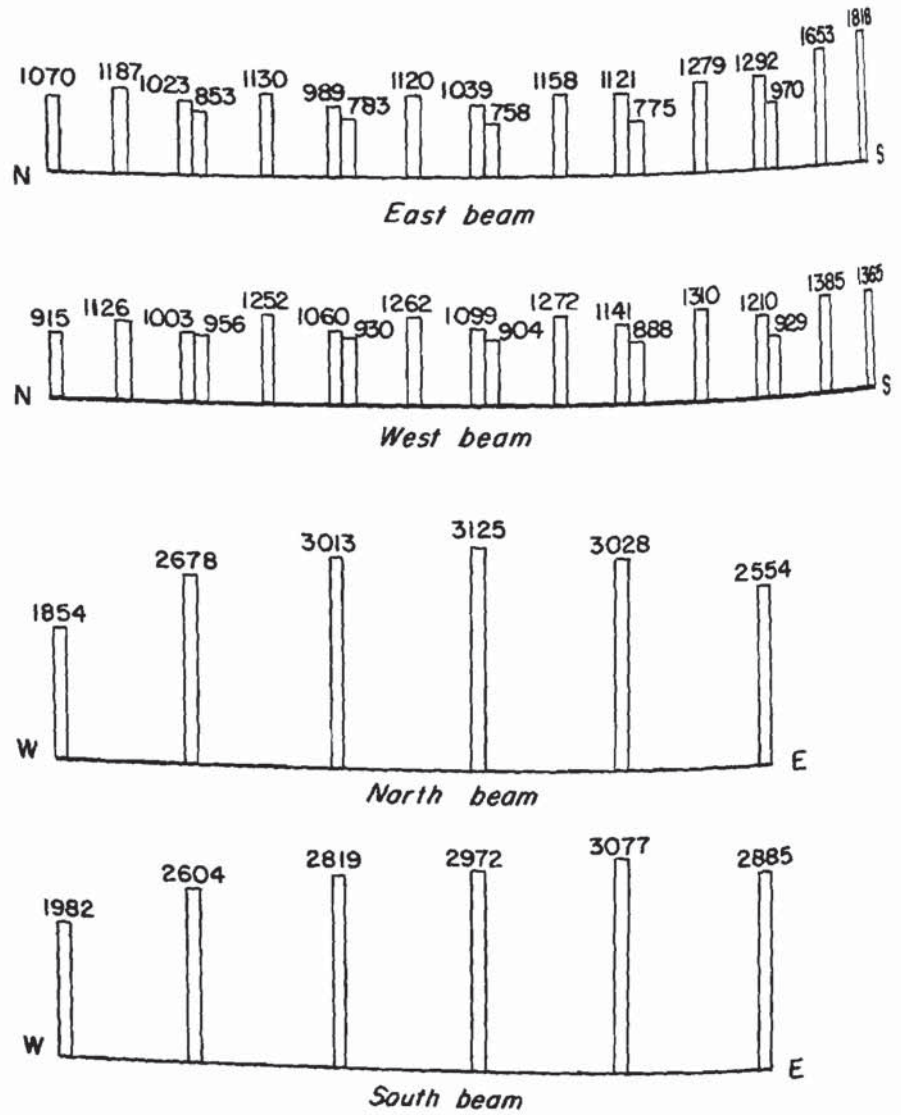 1070 1187 1023 853 1130 989 783 1120 1039 758 1158 1121 775 1279 1292 970 1653 1818
N S
East beam
915 1126 1003 956 1252 1060 930 1262 1099 904 1272 1141 888 1310 1210 929 1385 1365
N S
West beam
1854 2678 3013 3125 3028 2554
W E
North beam
1982 2604 2819 2972 3077 2885
W E
South beam